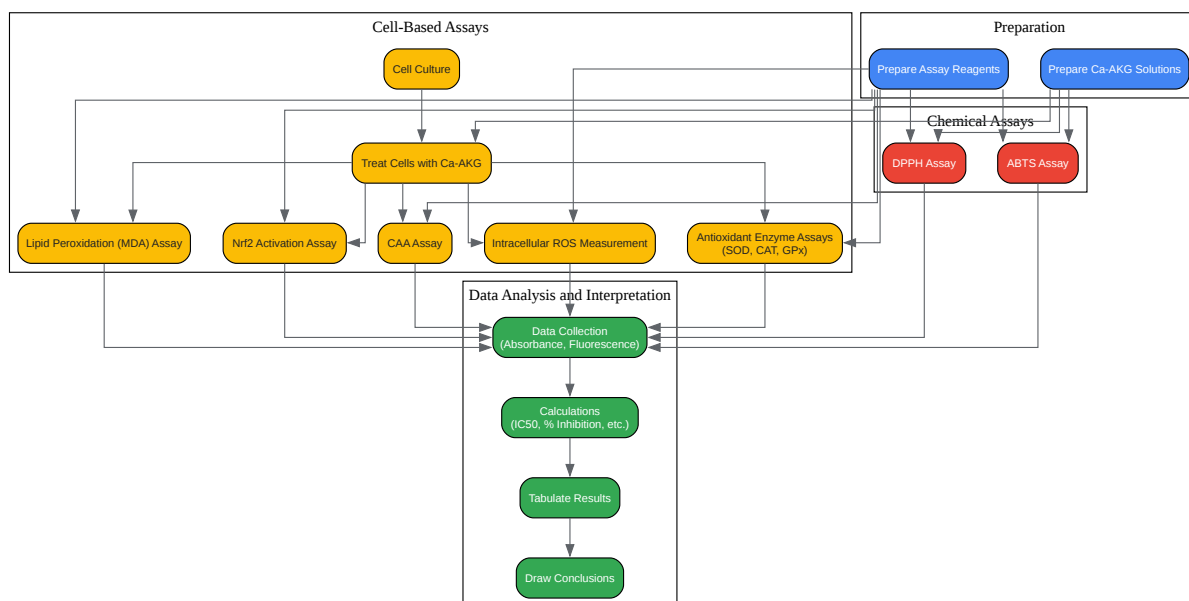 Cell-Based Assays
Preparation
Cell Culture
Prepare Assay Reagents
Prepare Ca-AKG Solutions
Chemical Assays
Treat Cells with Ca-AKG
DPPH Assay
ABTS Assay
Lipid Peroxidation (MDA) Assay
Nrf2 Activation Assay
CAA Assay
Intracellular ROS Measurement
Antioxidant Enzyme Assays
(SOD, CAT, GPx)
Data Analysis and Interpretation
Data Collection
(Absorbance, Fluorescence)
Calculations
(IC50, % Inhibition, etc.)
Tabulate Results
Draw Conclusions